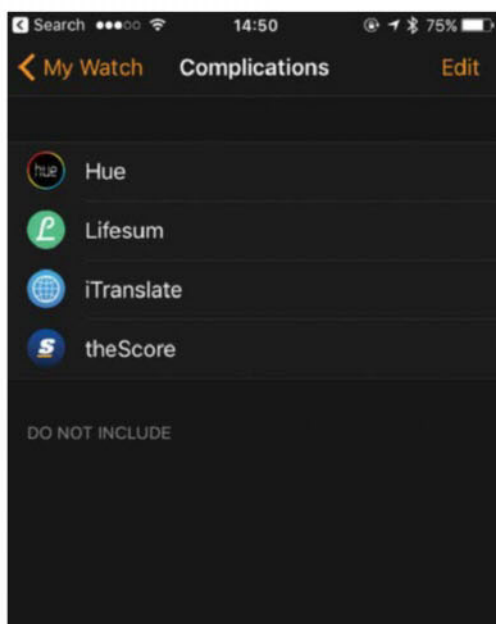 Search 14:50 75%
My Watch Complications Edit
hue Hue
Lifesum
iTranslate
S theScore
DO NOT INCLUDE